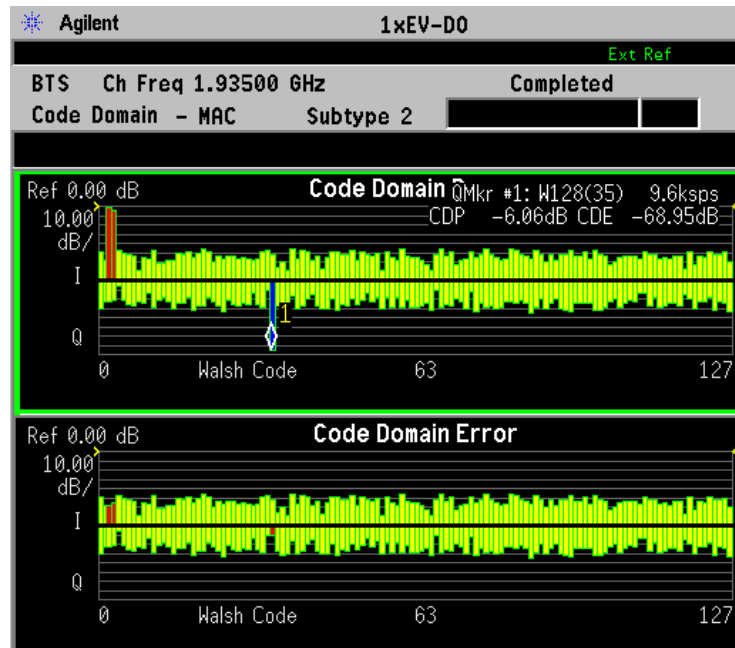 Agilent 1xEV-DO
Ext Ref
BTS Ch Freq 1.93500 GHz Completed
Code Domain - MAC Subtype 2
Ref 0.00 dB Code Domain QMkr #1: W128(35) 9.6ksps
10.00 CDP -6.06dB CDE -68.95dB
dB/
I
1
Q
0 Walsh Code 63 127
Ref 0.00 dB Code Domain Error
10.00
dB/
I
Q
0 Walsh Code 63 127